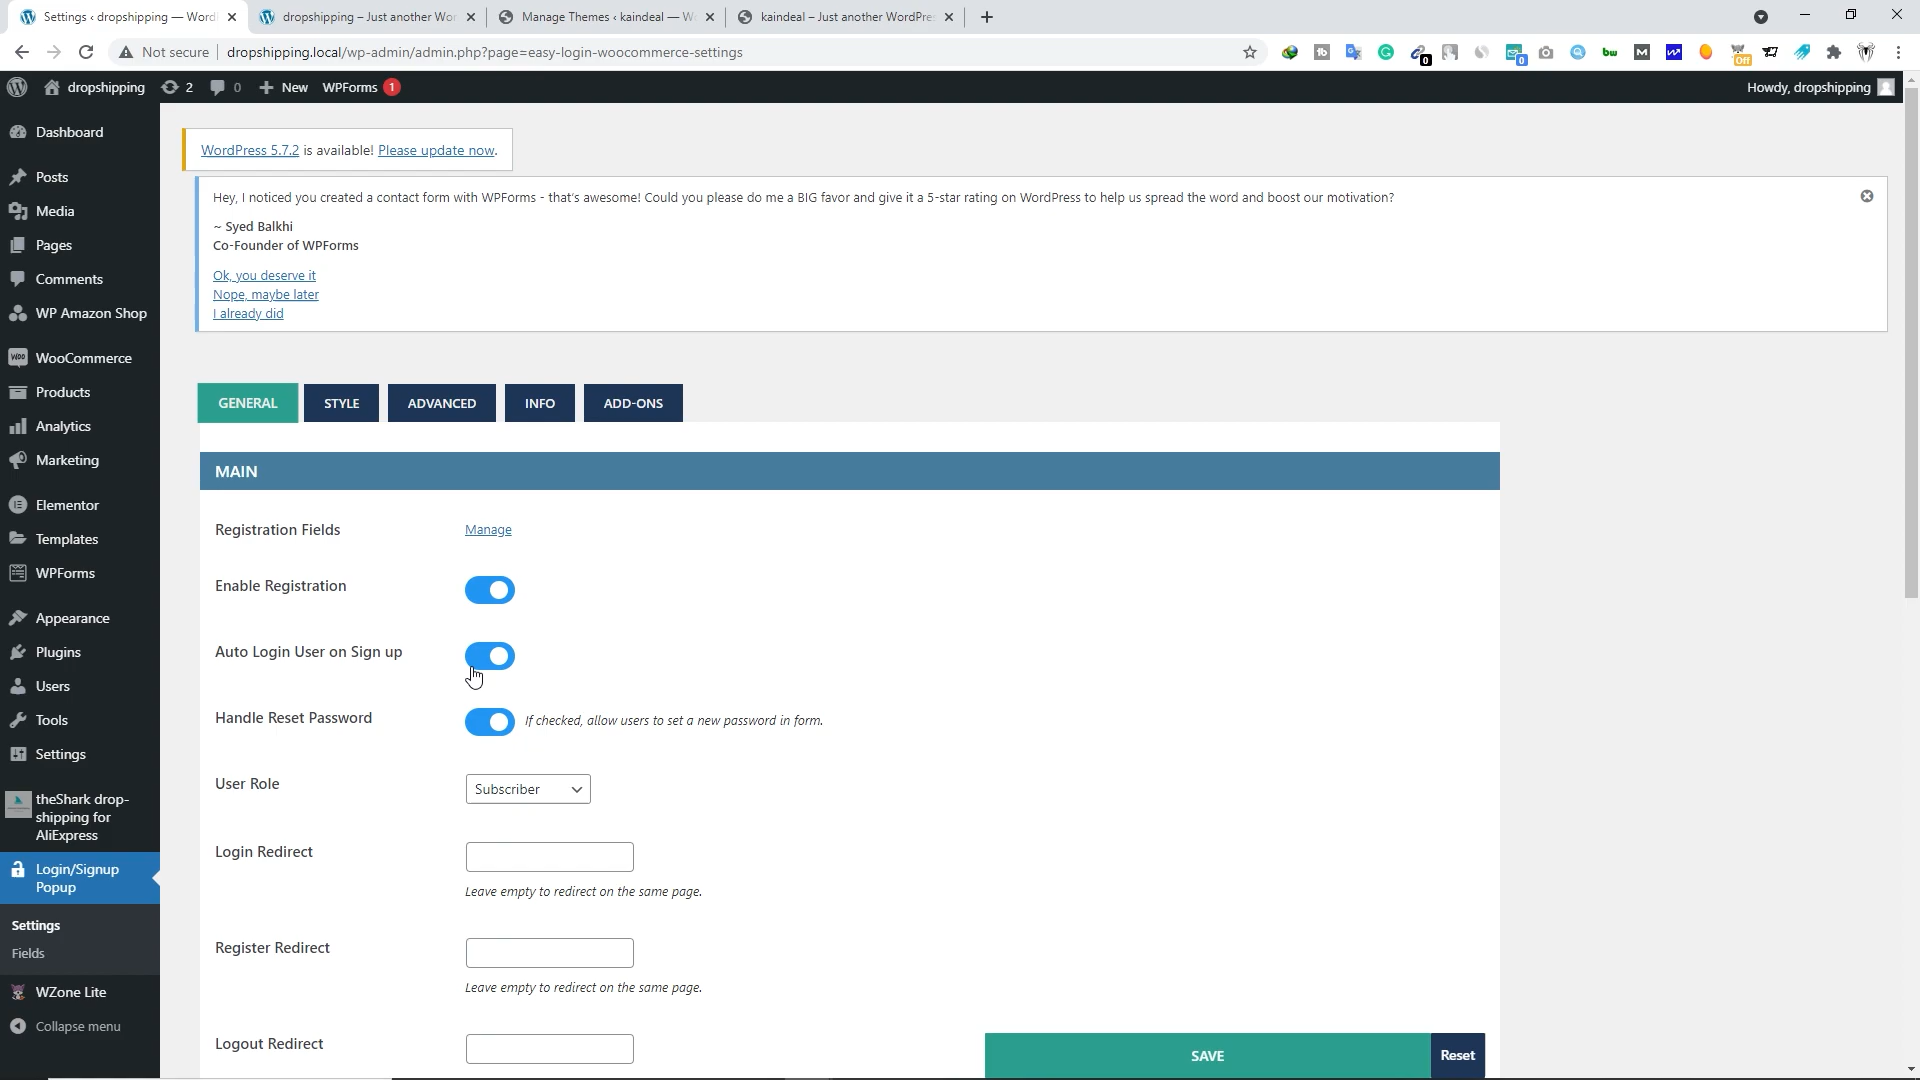 Settings ‹ dropshipping — Word
dropshipping – Just another Wor
Manage Themes ‹ kaindeal — W
kaindeal – Just another WordPre
Not secure
dropshipping.local/wp-admin/admin.php?page=easy-login-woocommerce-settings
0
0
bw
M
Off
dropshipping
2
0
New
WPForms
1
Howdy, dropshipping
Dashboard
Posts
Media
Pages
Comments
WP Amazon Shop
WooCommerce
Products
Analytics
Marketing
Elementor
Templates
WPForms
Appearance
Plugins
Users
Tools
Settings
theShark drop-
shipping for
AliExpress
Login/Signup
Popup
Settings
Fields
WZone Lite
Collapse menu
WordPress 5.7.2 is available! Please update now.
Hey, I noticed you created a contact form with WPForms - that's awesome! Could you please do me a BIG favor and give it a 5-star rating on WordPress to help us spread the word and boost our motivation?
~ Syed Balkhi
Co-Founder of WPForms
Ok, you deserve it
Nope, maybe later
I already did
GENERAL
STYLE
ADVANCED
INFO
ADD-ONS
MAIN
Registration Fields
Manage
Enable Registration
Auto Login User on Sign up
Handle Reset Password
If checked, allow users to set a new password in form.
User Role
Subscriber
Login Redirect
Leave empty to redirect on the same page.
Register Redirect
Leave empty to redirect on the same page.
Logout Redirect
SAVE
Reset